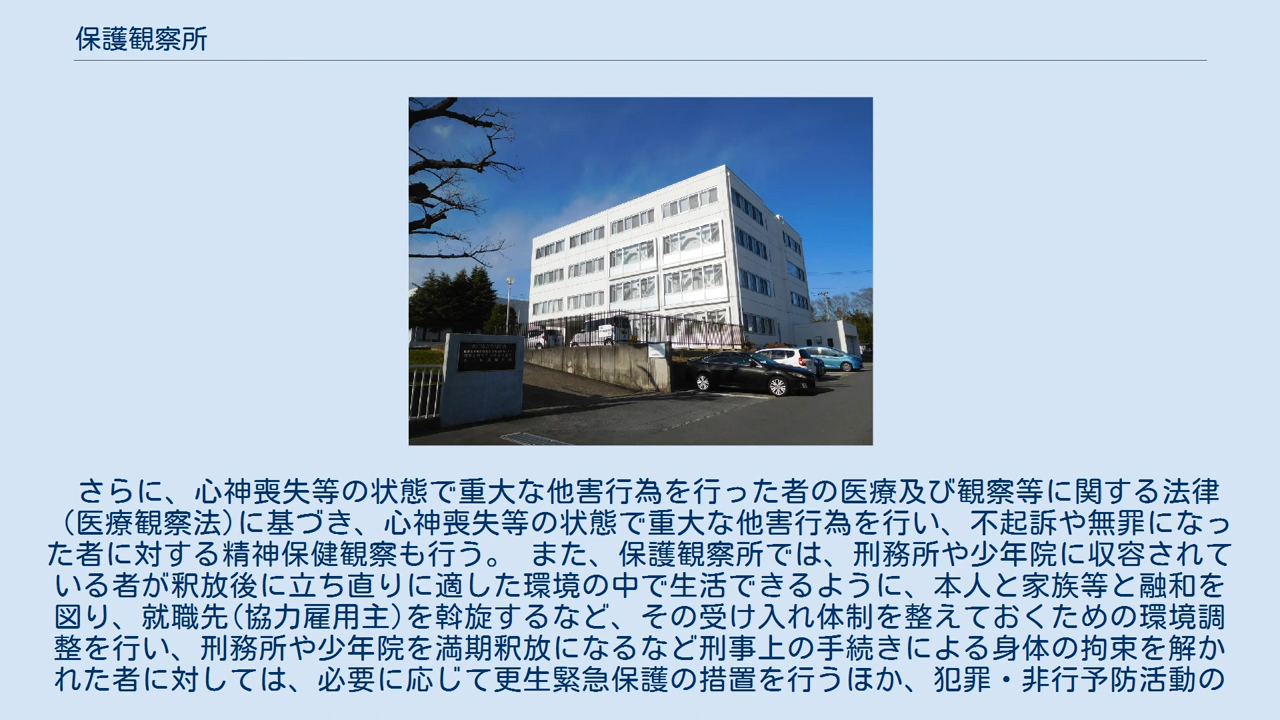 保護観察所
さらに、心神喪失等の状態で重大な他害行為を行った者の医療及び観察等に関する法律
(医療観察法)に基づき、心神喪失等の状態で重大な他害行為を行い、不起訴や無罪になっ
た者に対する精神保健観察も行う。 また、保護観察所では、刑務所や少年院に収容されて
いる者が釈放後に立ち直りに適した環境の中で生活できるように、本人と家族等と融和を
図り、就職先(協力雇用主)を斡旋するなど、その受け入れ体制を整えておくための環境調
整を行い、刑務所や少年院を満期釈放になるなど刑事上の手続きによる身体の拘束を解か
れた者に対しては、必要に応じて更生緊急保護の措置を行うほか、犯罪・非行予防活動の